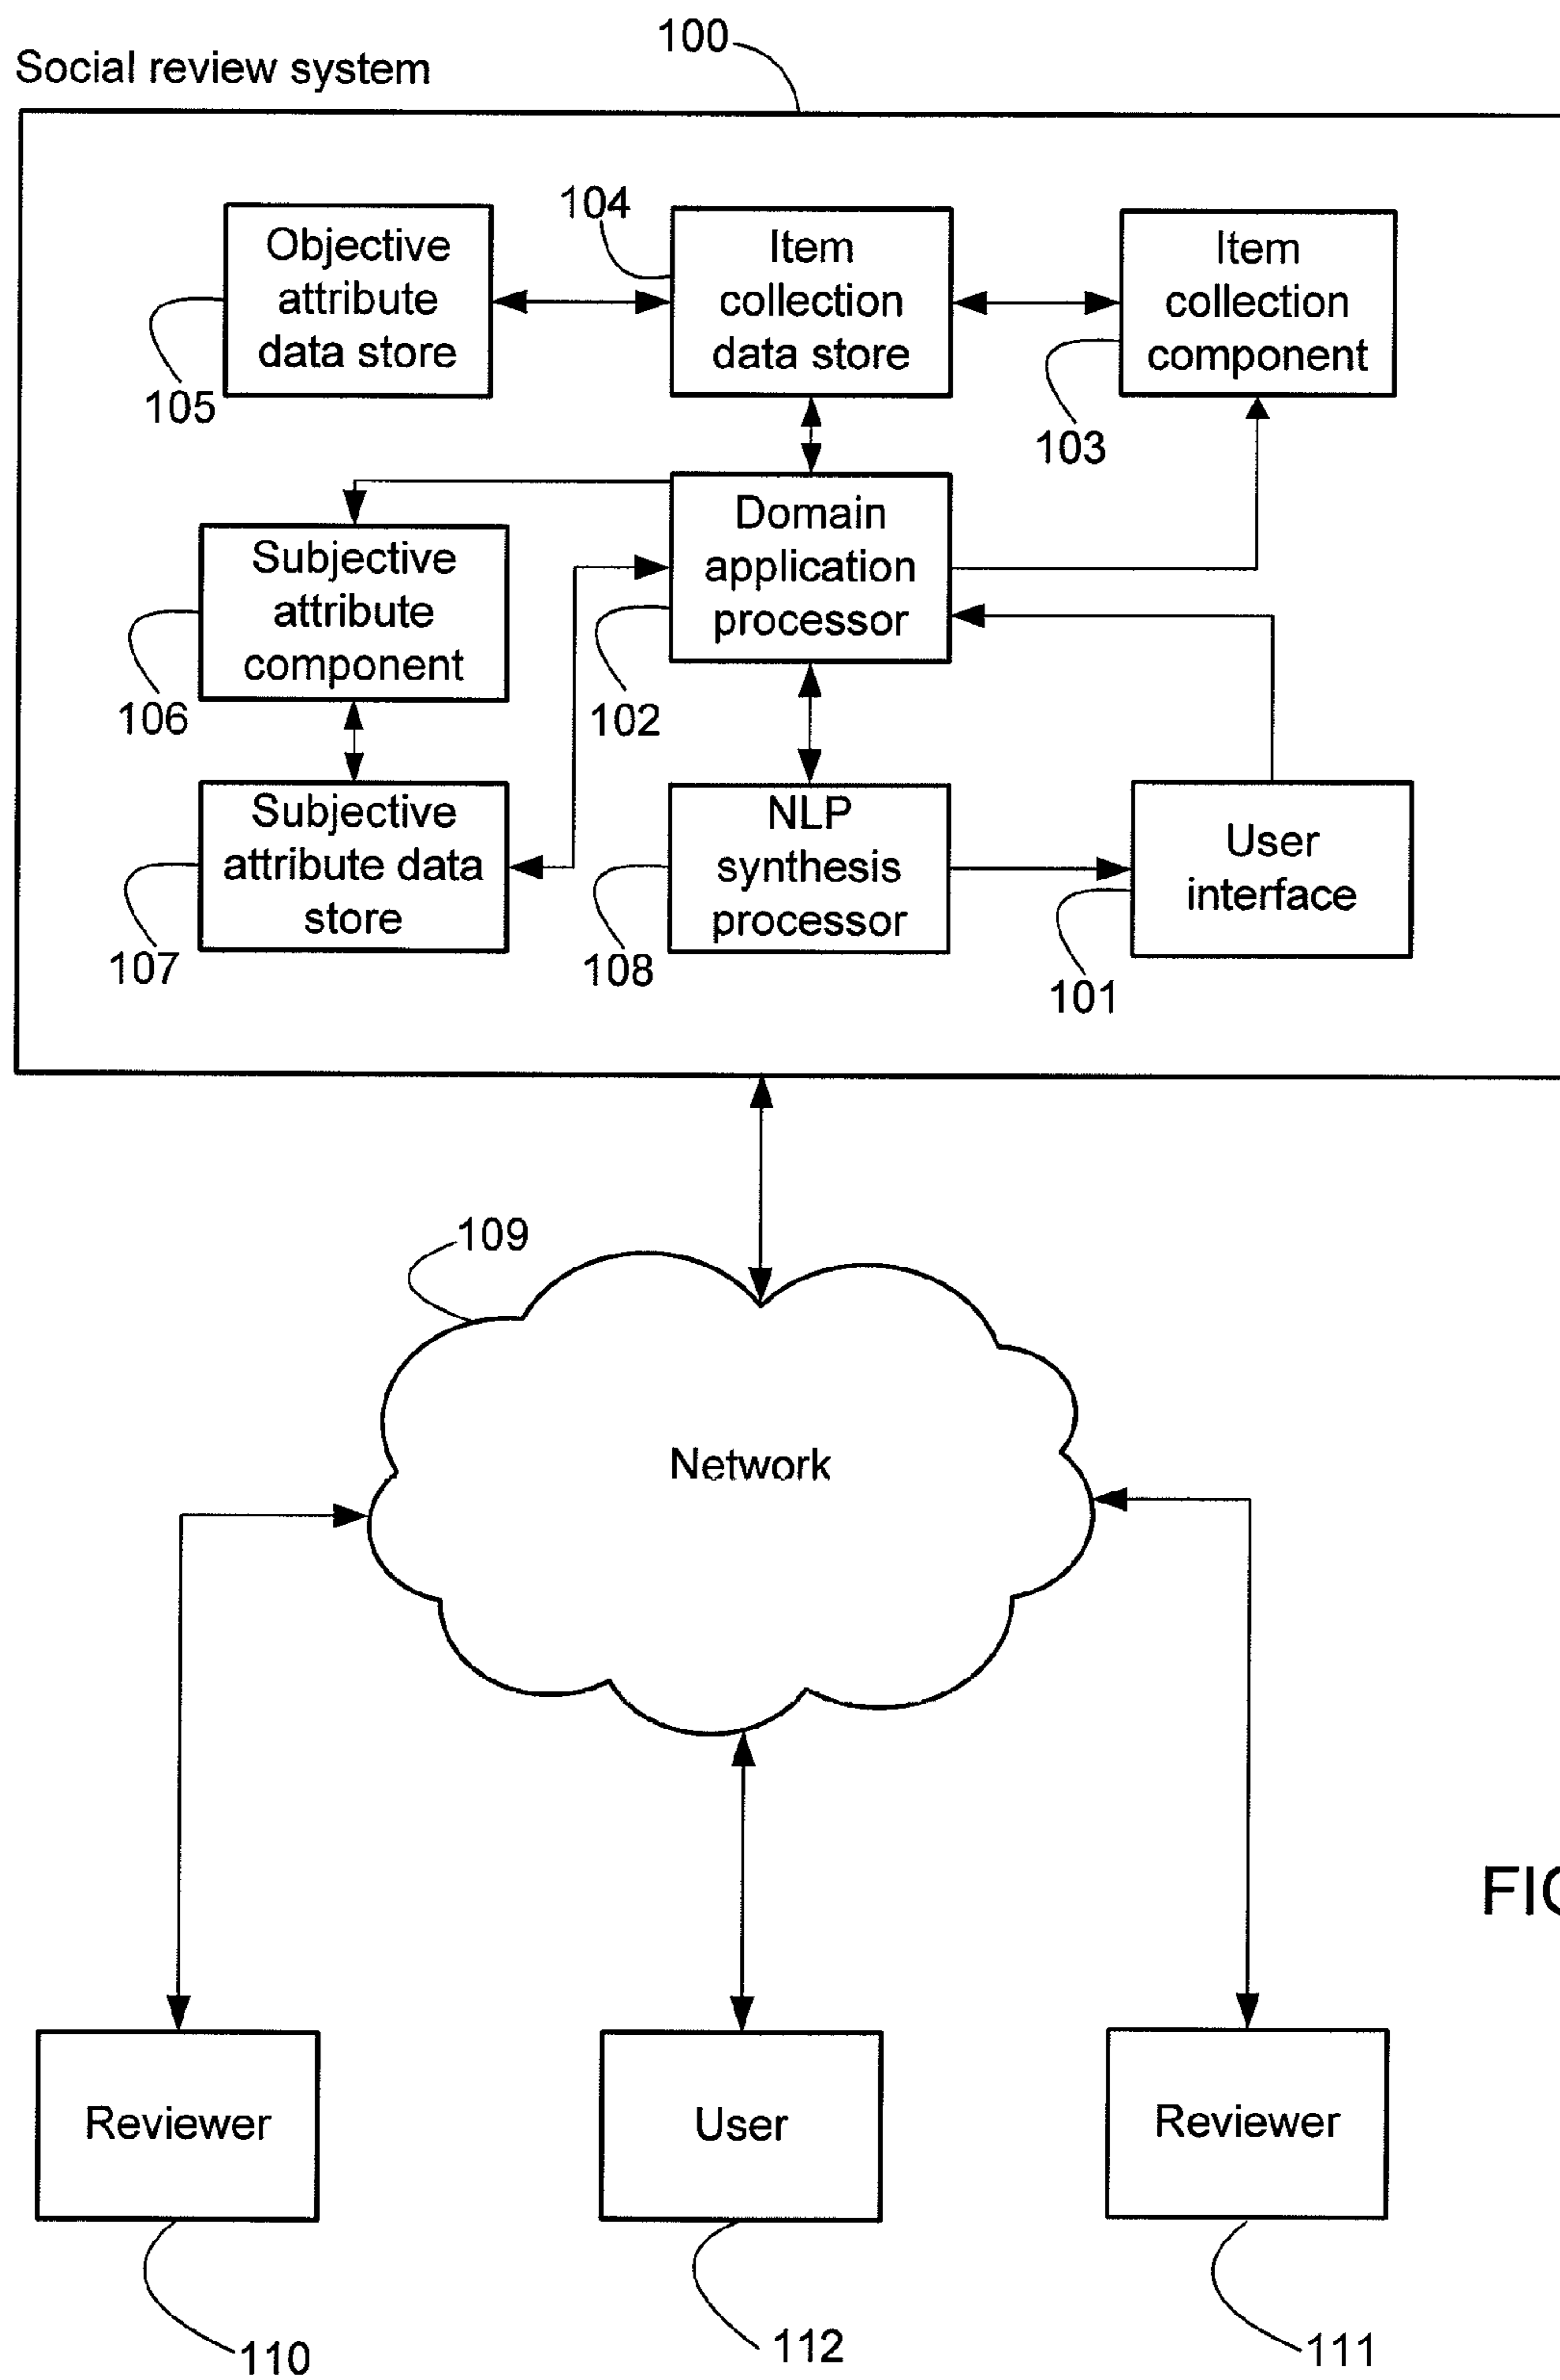 100
Social review system
Objective
attribute
data store
105
104
Item
collection
data store
Item
collection
component
103
Subjective
attribute
component
106
Domain
application
processor
102
Subjective
attribute data
store
107
NLP
synthesis
processor
108
User
interface
101
109
Network
FIG
Reviewer
User
Reviewer
110
112
111